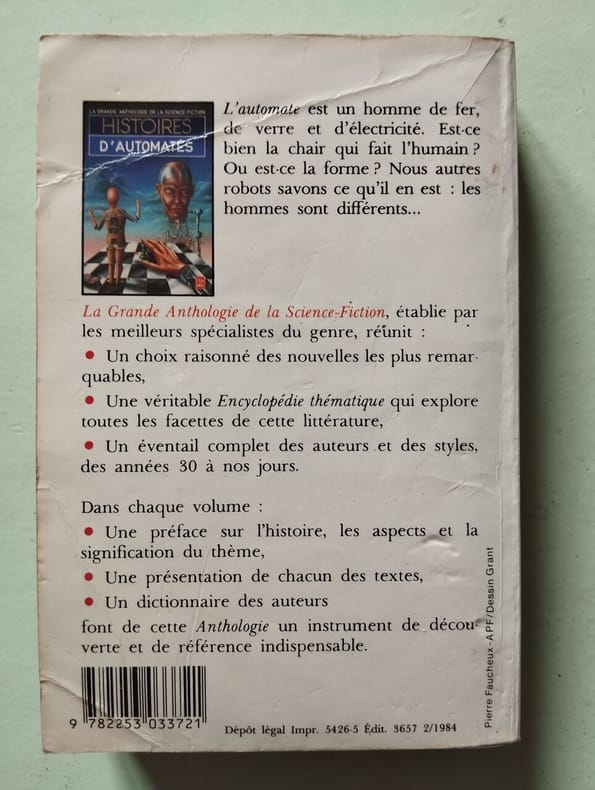 LA GRANDE ANTHOLOGIE DE LA SCIENCE-FICTION
HISTOIRES
D'AUTOMATES
L'automate est un homme de fer,
de verre et d'électricité. Est-ce
bien la chair qui fait l'humain ?
Ou est-ce la forme ? Nous autres
robots savons ce qu'il en est : les
hommes sont différents...
La Grande Anthologie de la Science-Fiction, établie par
les meilleurs spécialistes du genre, réunit :
● Un choix raisonné des nouvelles les plus remar-
quables,
● Une véritable Encyclopédie thématique qui explore
toutes les facettes de cette littérature,
● Un éventail complet des auteurs et des styles,
des années 30 à nos jours.
Dans chaque volume :
● Une préface sur l'histoire, les aspects et la
signification du thème,
● Une présentation de chacun des textes,
● Un dictionnaire des auteurs
font de cette Anthologie un instrument de décou-
verte et de référence indispensable.
Pierre Faucheux-APF/Dessin Grant
9 782253 033721
Dépôt légal Impr. 5426-5 Édit. 3657 2/1984